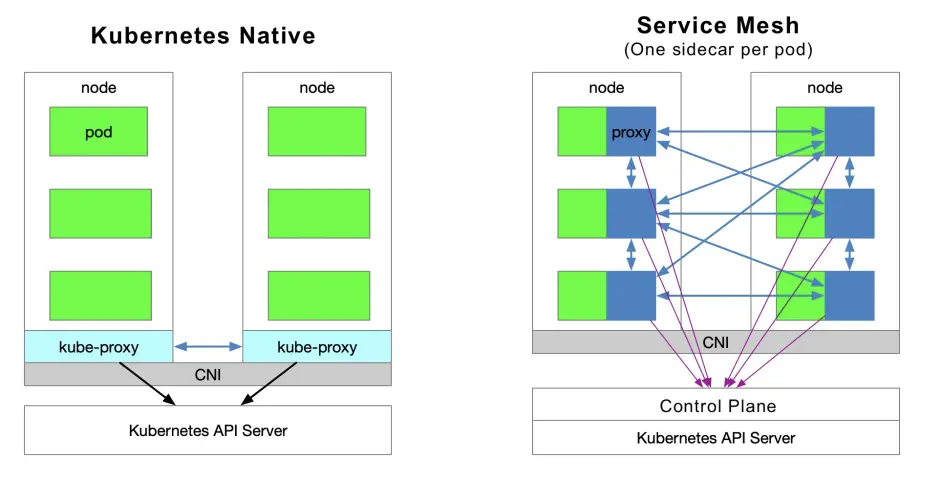 Kubernetes Native
node
node
pod
kube-proxy
kube-proxy
CNI
Kubernetes API Server
Service Mesh
(One sidecar per pod)
node
node
proxy
CNI
Control Plane
Kubernetes API Server